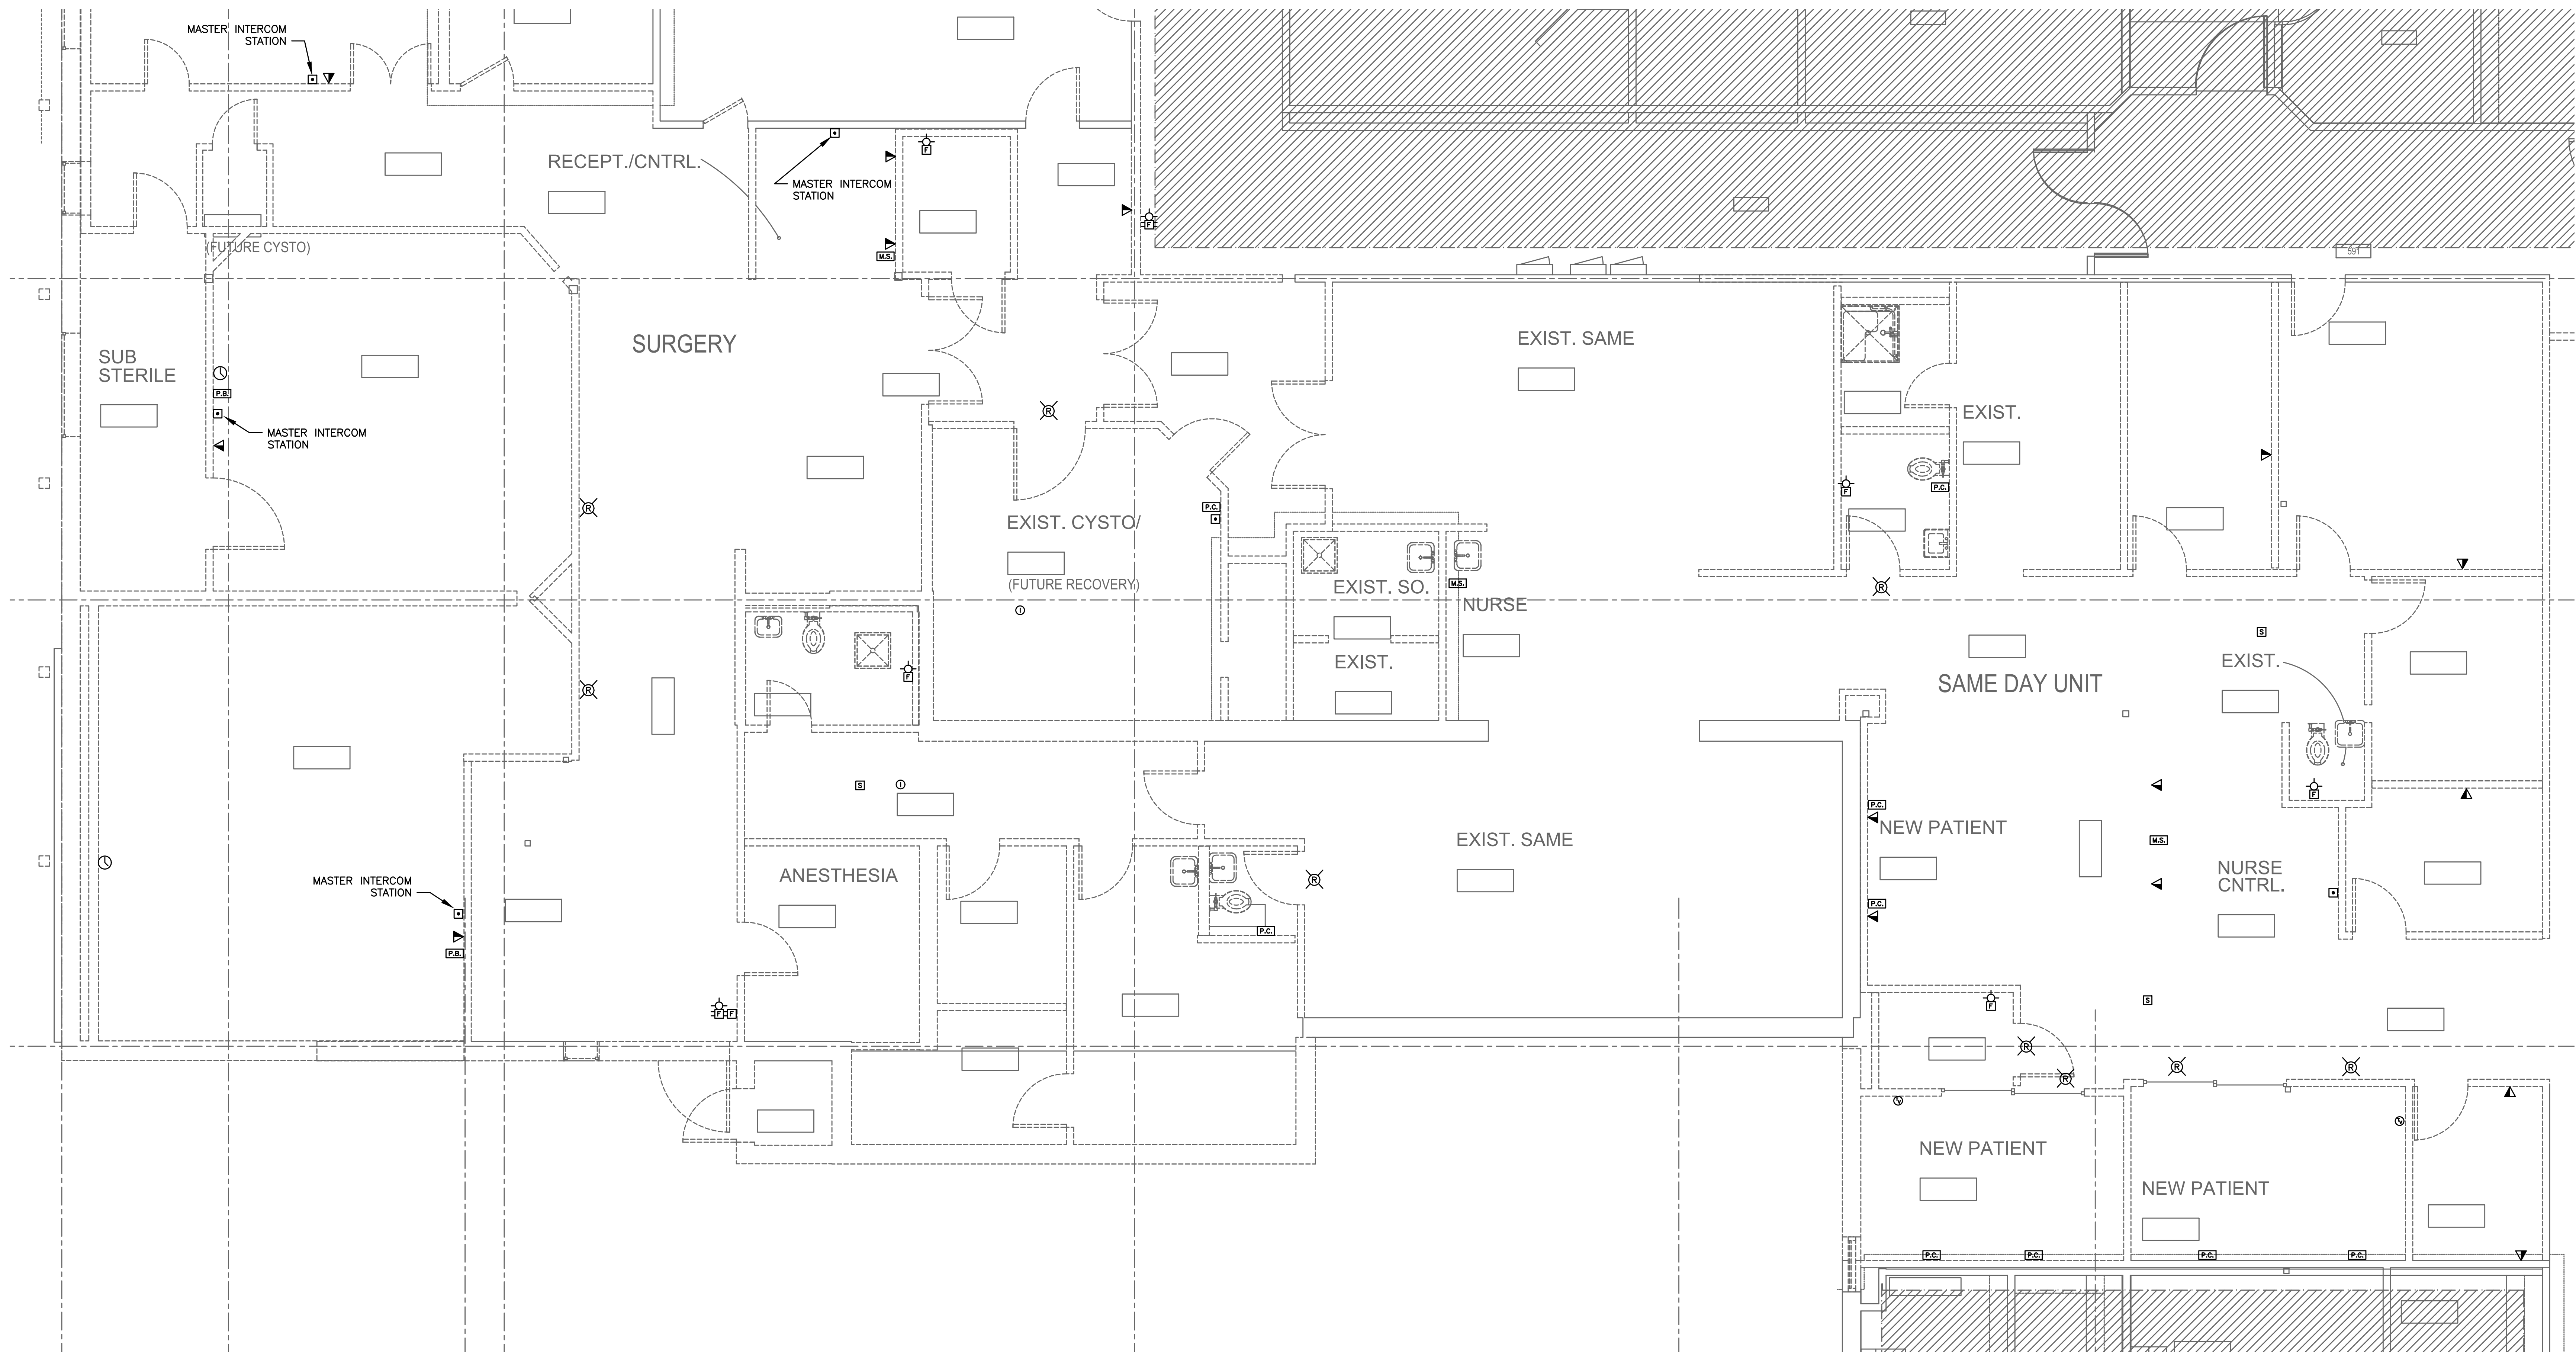 MASTER INTERCOM
STATION
RECEPT./CNTRL.
F
MASTER INTERCOM
STATION
M.S.
F
(FUTURE CYSTO)
591
SUB
STERILE
SURGERY
EXIST. SAME
P.B.
MASTER INTERCOM
STATION
R
EXIST.
F
P.C.
R
P.C.
EXIST. CYSTO/
(FUTURE RECOVERY)
I
EXIST. SO.
M.S.
NURSE
R
S
EXIST.
EXIST.
F
R
SAME DAY UNIT
S
I
F
P.C.
NEW PATIENT
M.S.
EXIST. SAME
ANESTHESIA
R
NURSE
CNTRL.
MASTER INTERCOM
STATION
P.B.
P.C.
P.C.
F
F
F
S
R
R
R
R
NEW PATIENT
NEW PATIENT
P.C.
P.C.
P.C.
P.C.